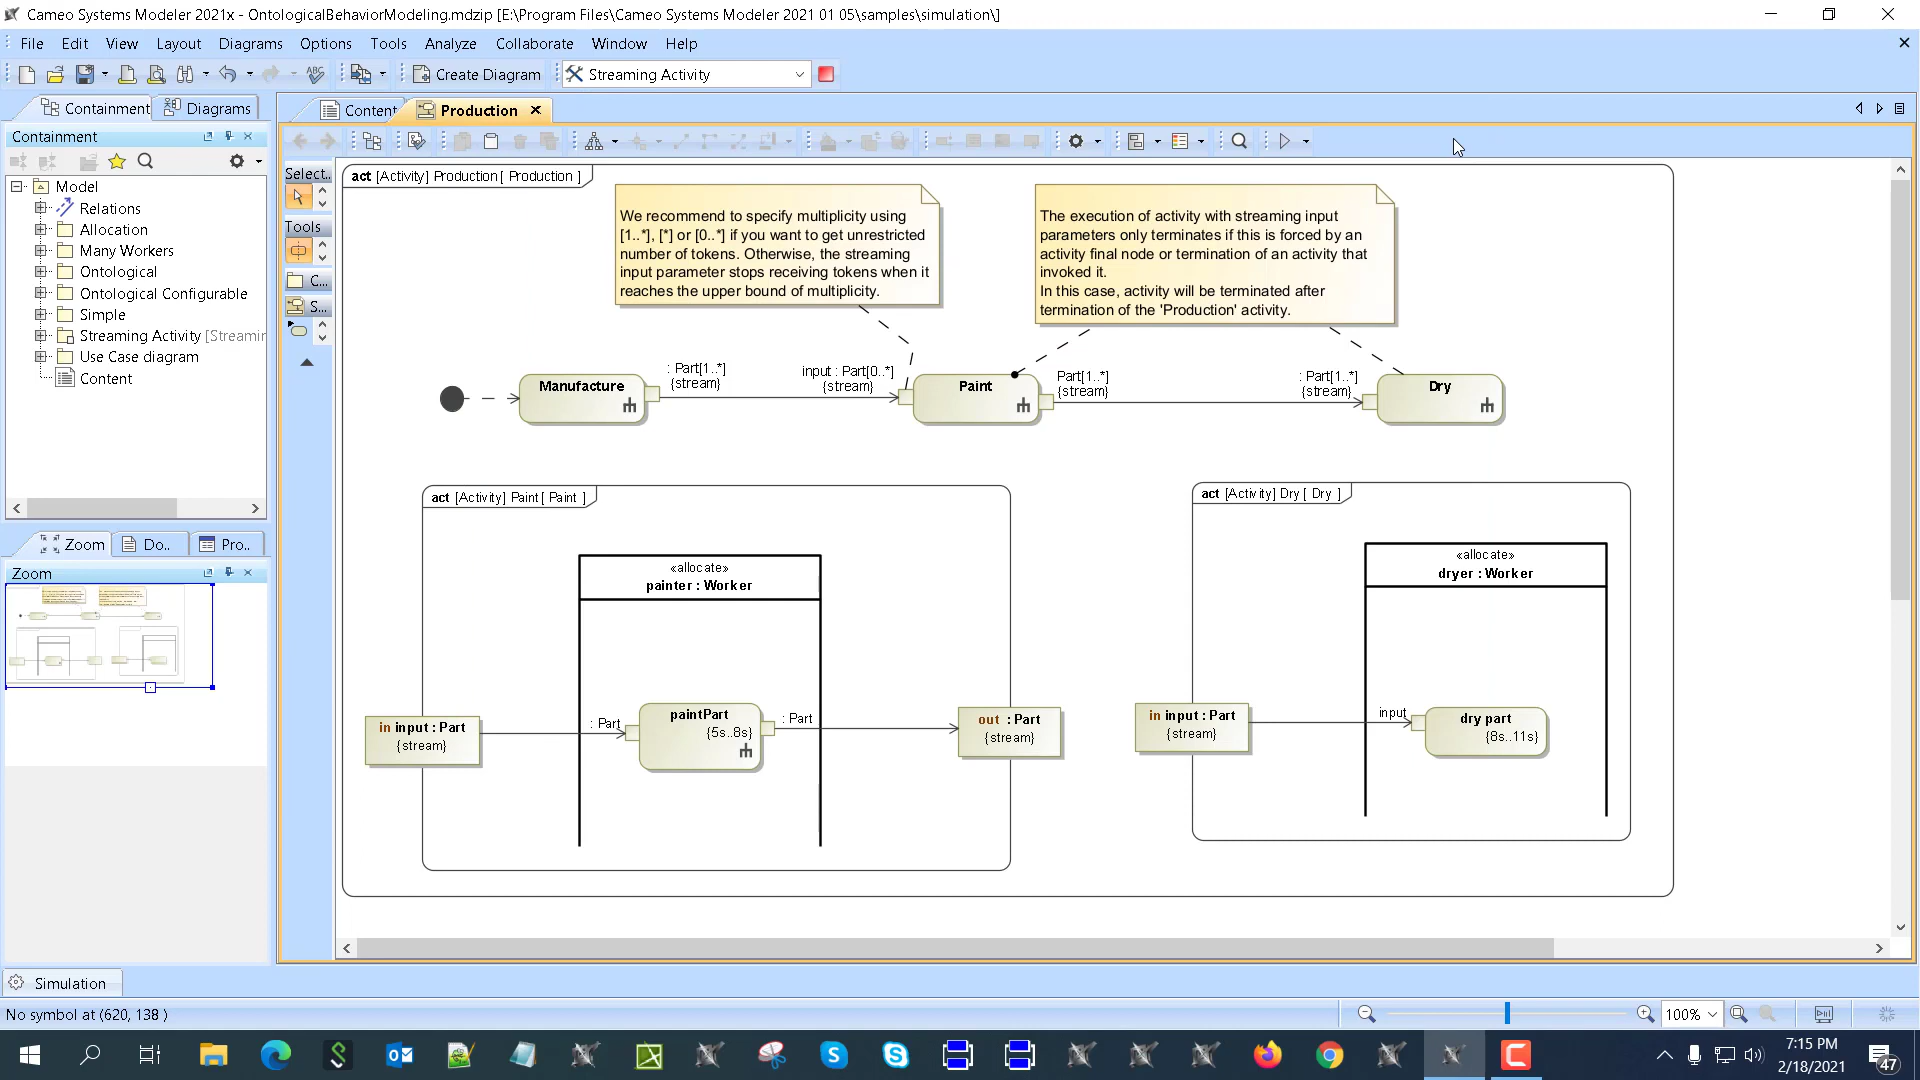 Cameo Systems Modeler 2021x - OntologicalBehaviorModeling.mdzip [E:\Program Files\Cameo Systems Modeler 2021 01 05\samples\simulation\]
File Edit View Layout Diagrams Options Tools Analyze Collaborate Window Help
Create Diagram Streaming Activity
Containment Diagrams
Content Production
Containment
Model
Relations
Allocation
Many Workers
Ontological
Ontological Configurable
Simple
Streaming Activity [Streamin
Use Case diagram
Content
Zoom Do.. Pro..
Zoom
Select..
Tools
C...
S...
act [Activity] Production [ Production ]
We recommend to specify multiplicity using
[1..*], [*] or [0..*] if you want to get unrestricted
number of tokens. Otherwise, the streaming
input parameter stops receiving tokens when it
reaches the upper bound of multiplicity.
The execution of activity with streaming input
parameters only terminates if this is forced by an
activity final node or termination of an activity that
invoked it.
In this case, activity will be terminated after
termination of the 'Production' activity.
Manufacture
: Part[1..*]
{stream}
input : Part[0..*]
{stream}
Paint
Part[1..*]
{stream}
: Part[1..*]
{stream}
Dry
act [Activity] Paint [ Paint ]
«allocate»
painter : Worker
in input : Part
{stream}
: Part
paintPart
{5s..8s}
: Part
out : Part
{stream}
act [Activity] Dry [ Dry ]
«allocate»
dryer : Worker
in input : Part
{stream}
input
dry part
{8s..11s}
Simulation
No symbol at (620, 138 )
100%
7:15 PM
2/18/2021
47